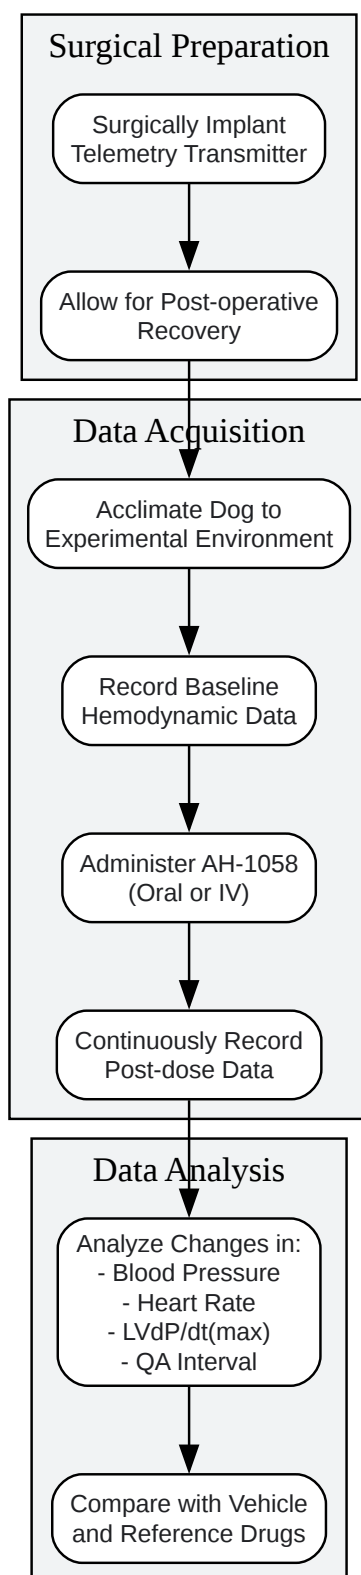 Surgical Preparation
Surgically Implant
Telemetry Transmitter
Allow for Post-operative
Recovery
Data Acquisition
Acclimate Dog to
Experimental Environment
Record Baseline
Hemodynamic Data
Administer AH-1058
(Oral or IV)
Continuously Record
Post-dose Data
Data Analysis
Analyze Changes in:
- Blood Pressure
- Heart Rate
- LVdP/dt(max)
- QA Interval
Compare with Vehicle
and Reference Drugs